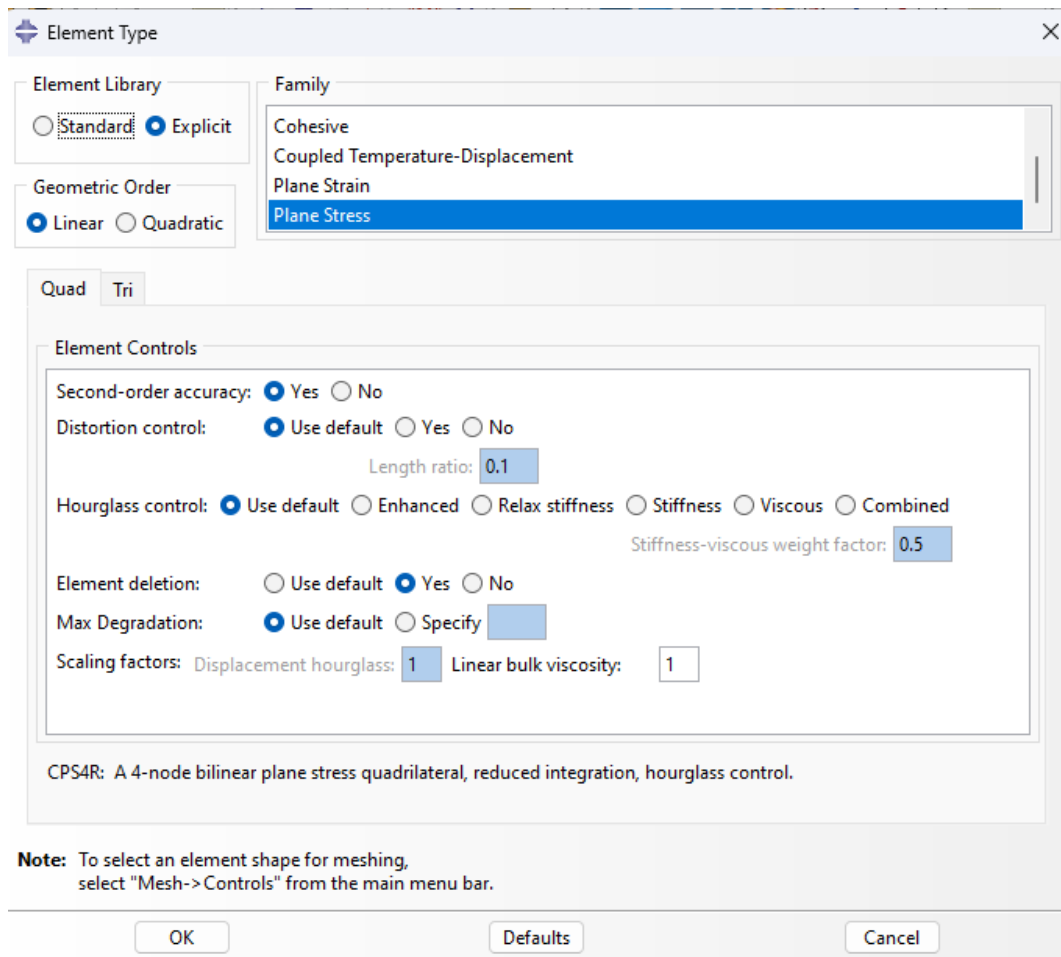 Element Type
Element Library
Standard Explicit
Family
Cohesive
Coupled Temperature-Displacement
Plane Strain
Plane Stress
Geometric Order
Linear Quadratic
Quad Tri
Element Controls
Second-order accuracy: Yes No
Distortion control: Use default Yes No
Length ratio: 0.1
Hourglass control: Use default Enhanced Relax stiffness Stiffness Viscous Combined
Stiffness-viscous weight factor: 0.5
Element deletion: Use default Yes No
Max Degradation: Use default Specify
Scaling factors: Displacement hourglass: 1 Linear bulk viscosity: 1
CPS4R: A 4-node bilinear plane stress quadrilateral, reduced integration, hourglass control.
Note: To select an element shape for meshing,
select "Mesh->Controls" from the main menu bar.
OK Defaults Cancel